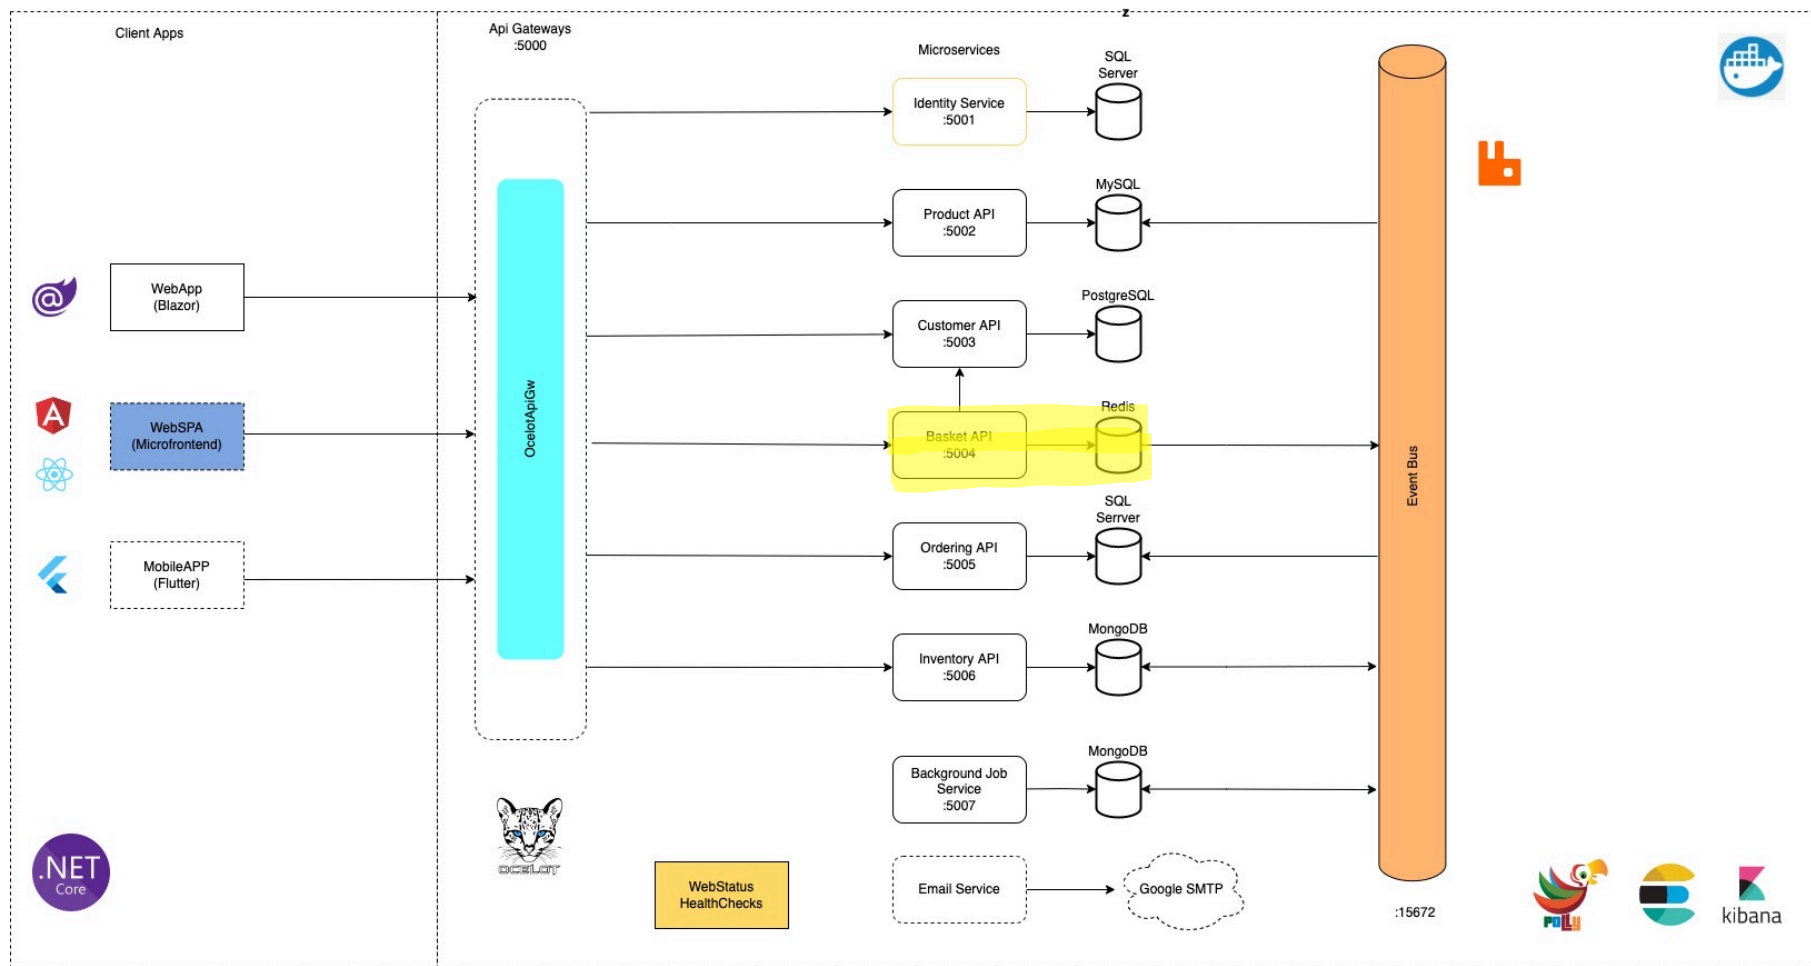 z
Client Apps
Api Gateways
:5000
Microservices
SQL
Server
Identity Service
:5001
MySQL
Product API
:5002
WebApp
(Blazor)
PostgreSQL
Customer API
:5003
WebSPA
(Microfrontend)
OcelotApiGw
Redis
Basket API
:5004
Event Bus
SQL
Serrver
Ordering API
:5005
MobileAPP
(Flutter)
MongoDB
Inventory API
:5006
MongoDB
Background Job
Service
:5007
OCELOT
.NET
Core
WebStatus
HealthChecks
Email Service
Google SMTP
:15672
POLLY
kibana